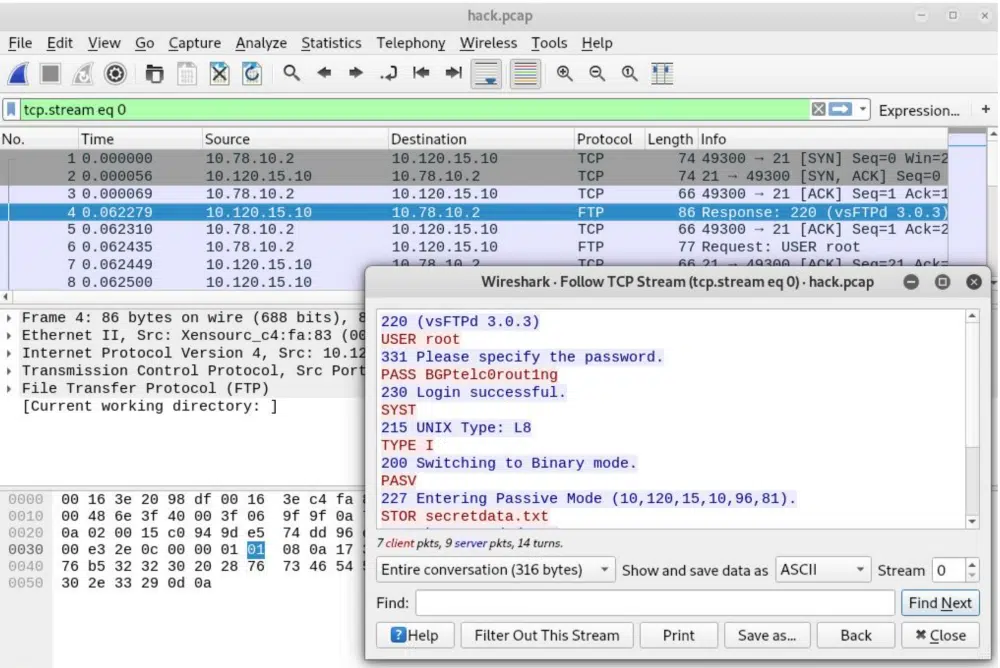 hack.pcap
File Edit View Go Capture Analyze Statistics Telephony Wireless Tools Help
tcp.stream eq 0 Expression... +
No. Time Source Destination Protocol Length Info
1 0.000000 10.78.10.2 10.120.15.10 TCP 74 49300 → 21 [SYN] Seq=0 Win=2
2 0.000056 10.120.15.10 10.78.10.2 TCP 74 21 → 49300 [SYN, ACK] Seq=0
3 0.000069 10.78.10.2 10.120.15.10 TCP 66 49300 → 21 [ACK] Seq=1 Ack=1
4 0.062279 10.120.15.10 10.78.10.2 FTP 86 Response: 220 (vsFTPd 3.0.3)
5 0.062310 10.78.10.2 10.120.15.10 TCP 66 49300 → 21 [ACK] Seq=1 Ack=2
6 0.062435 10.78.10.2 10.120.15.10 FTP 77 Request: USER root
7 0.062449 10.120.15.10 10.78.10.2 TCP 66 21 → 49300 [ACK] Seq=21 Ack=
8 0.062500 10.120.15.10
Frame 4: 86 bytes on wire (688 bits), 8
Ethernet II, Src: Xensourc_c4:fa:83 (00
Internet Protocol Version 4, Src: 10.12
Transmission Control Protocol, Src Port
File Transfer Protocol (FTP)
[Current working directory: ]
0000 00 16 3e 20 98 df 00 16 3e c4 fa
0010 00 48 6e 3f 40 00 3f 06 9f 9f 0a
0020 0a 02 00 15 c0 94 9d e5 74 dd 96
0030 00 e3 2e 0c 00 00 01 01 08 0a 17
0040 76 b5 32 32 30 20 28 76 73 46 54
0050 30 2e 33 29 0d 0a
Wireshark · Follow TCP Stream (tcp.stream eq 0) · hack.pcap
220 (vsFTPd 3.0.3)
USER root
331 Please specify the password.
PASS BGPtelc0rout1ng
230 Login successful.
SYST
215 UNIX Type: L8
TYPE I
200 Switching to Binary mode.
PASV
227 Entering Passive Mode (10,120,15,10,96,81).
STOR secretdata.txt
7 client pkts, 9 server pkts, 14 turns.
Entire conversation (316 bytes) Show and save data as ASCII Stream 0
Find: Find Next
Help Filter Out This Stream Print Save as... Back Close